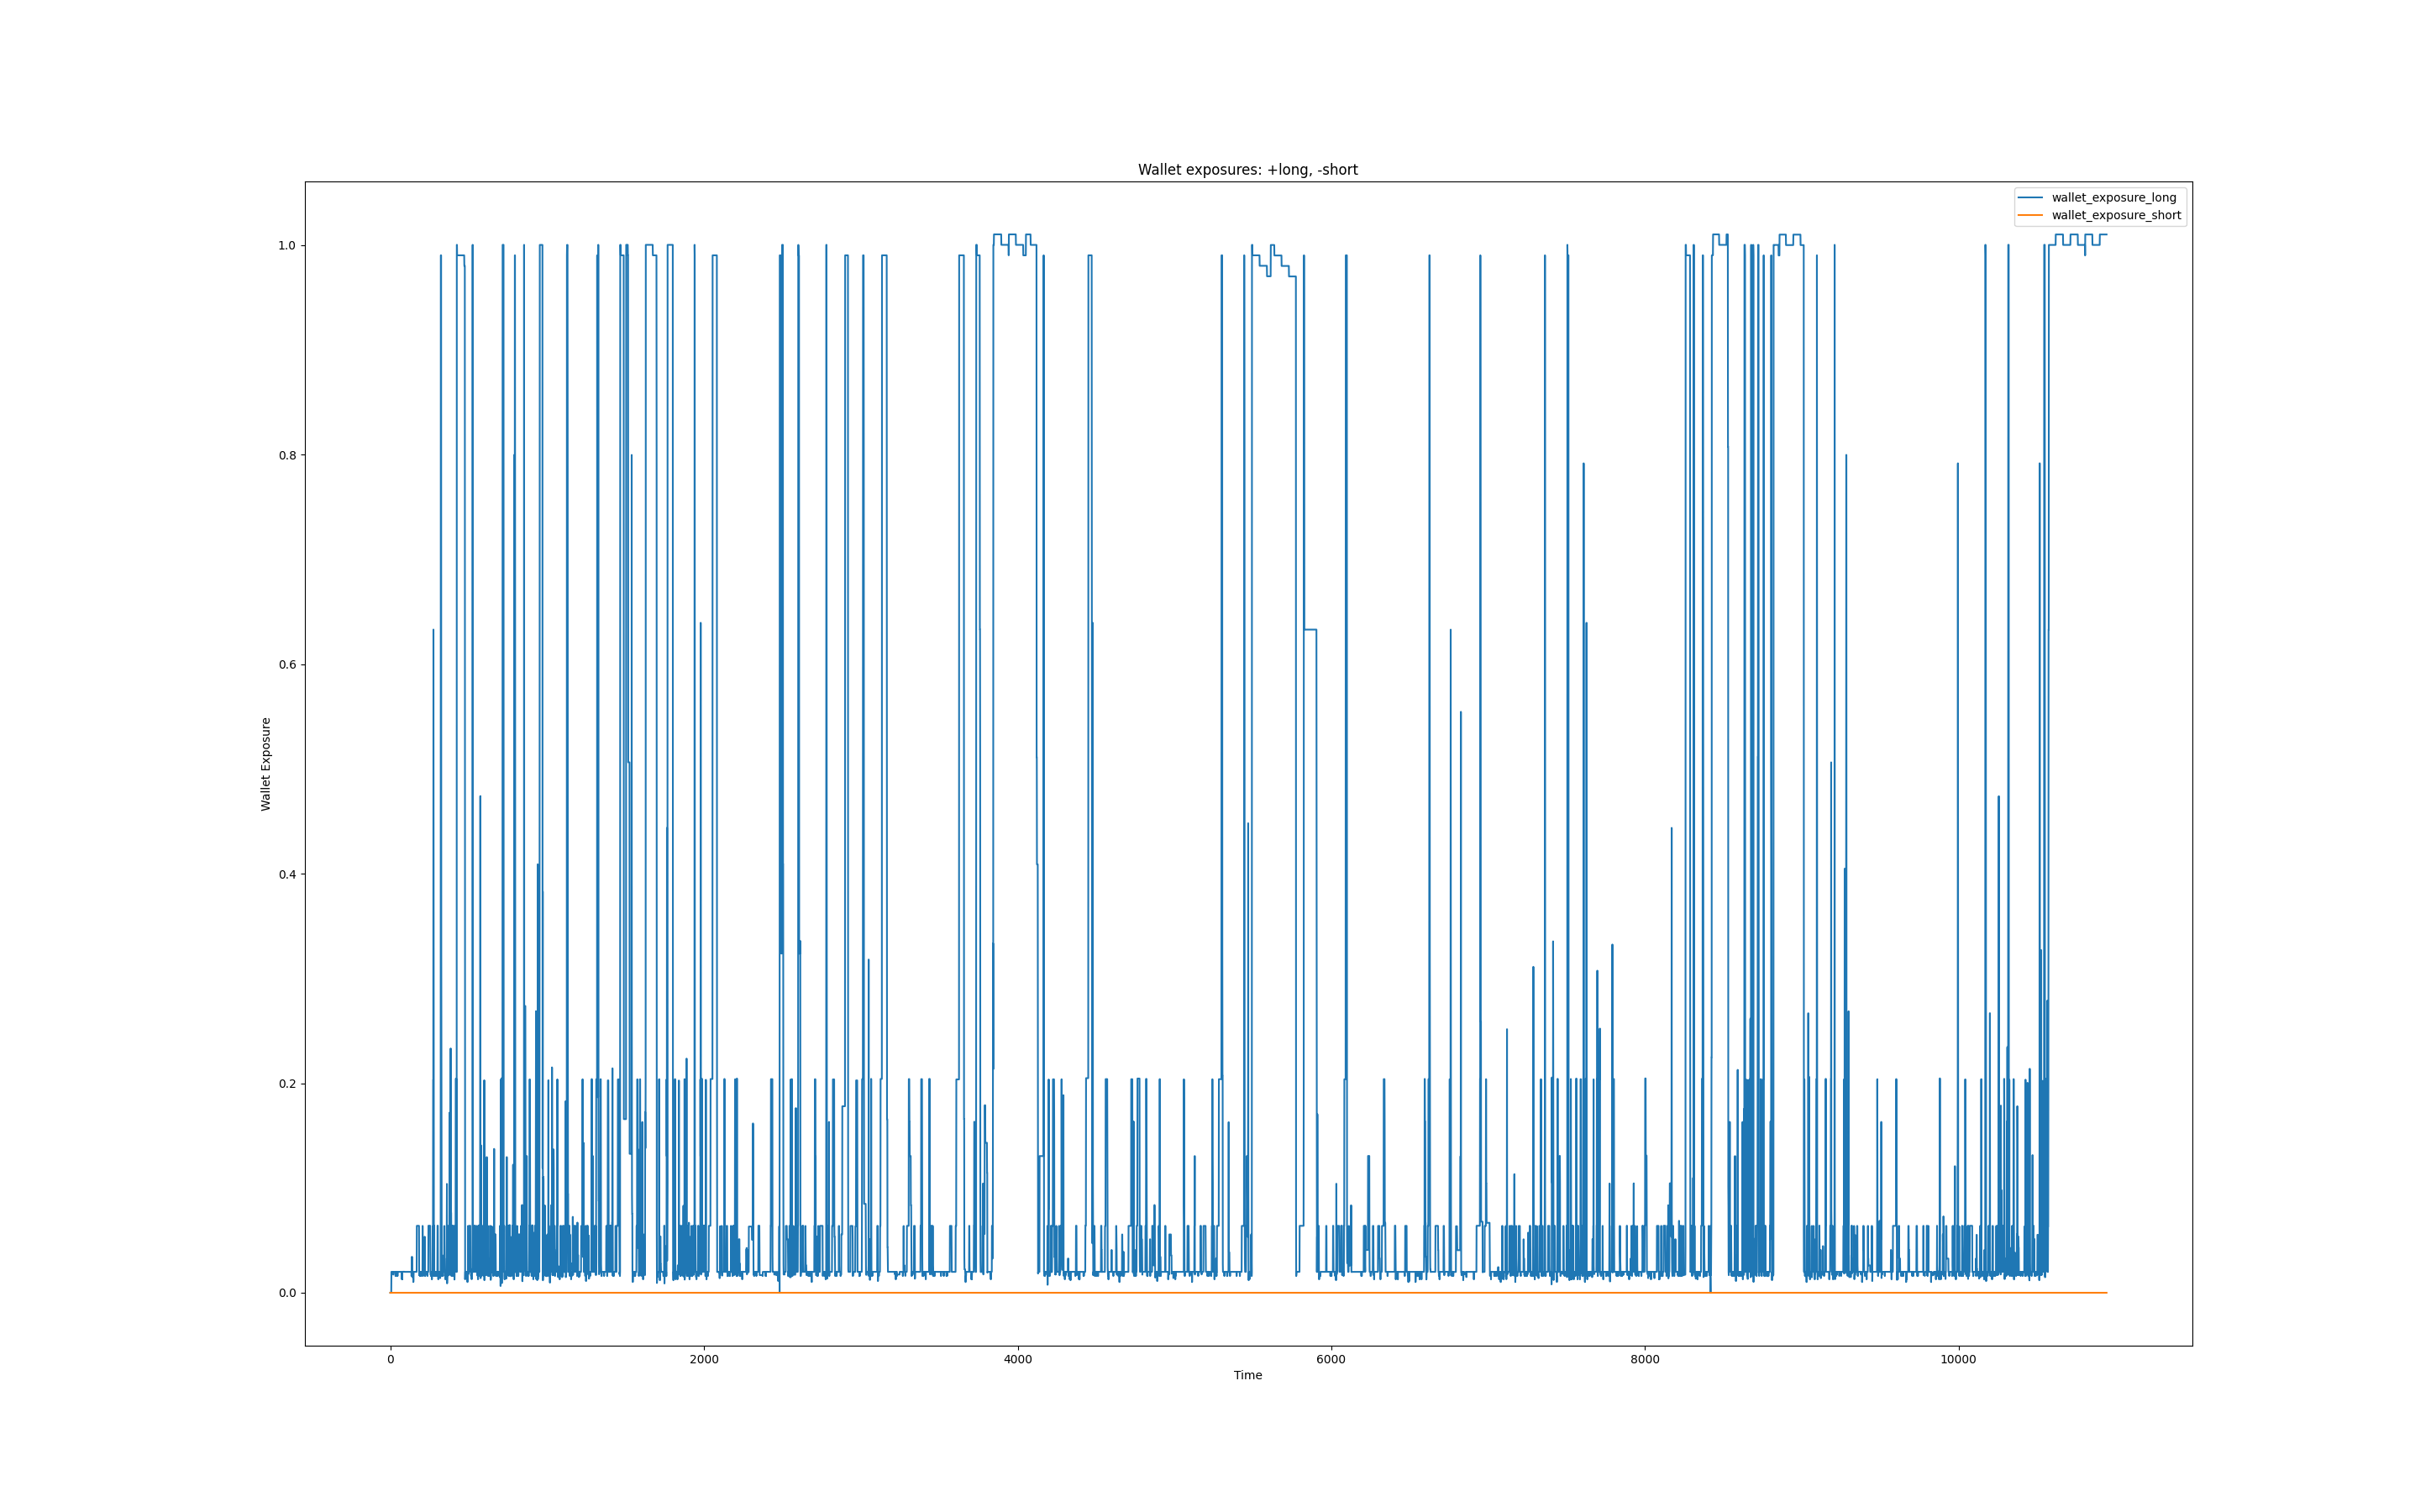 Wallet exposures: +long, -short
wallet_exposure_long
wallet_exposure_short
1.0
0.8
0.6
0.4
0.2
0.0
Wallet Exposure
0 2000 4000 6000 8000 10000
Time